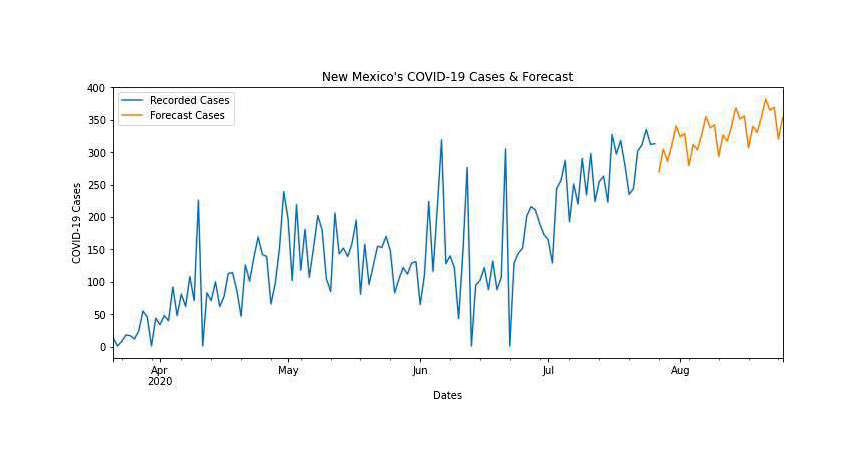 New Mexico's COVID-19 Cases & Forecast
Recorded Cases
Forecast Cases
400
350
300
250
200
150
100
50
0
COVID-19 Cases
Apr
2020
May
Jun
Jul
Aug
Dates